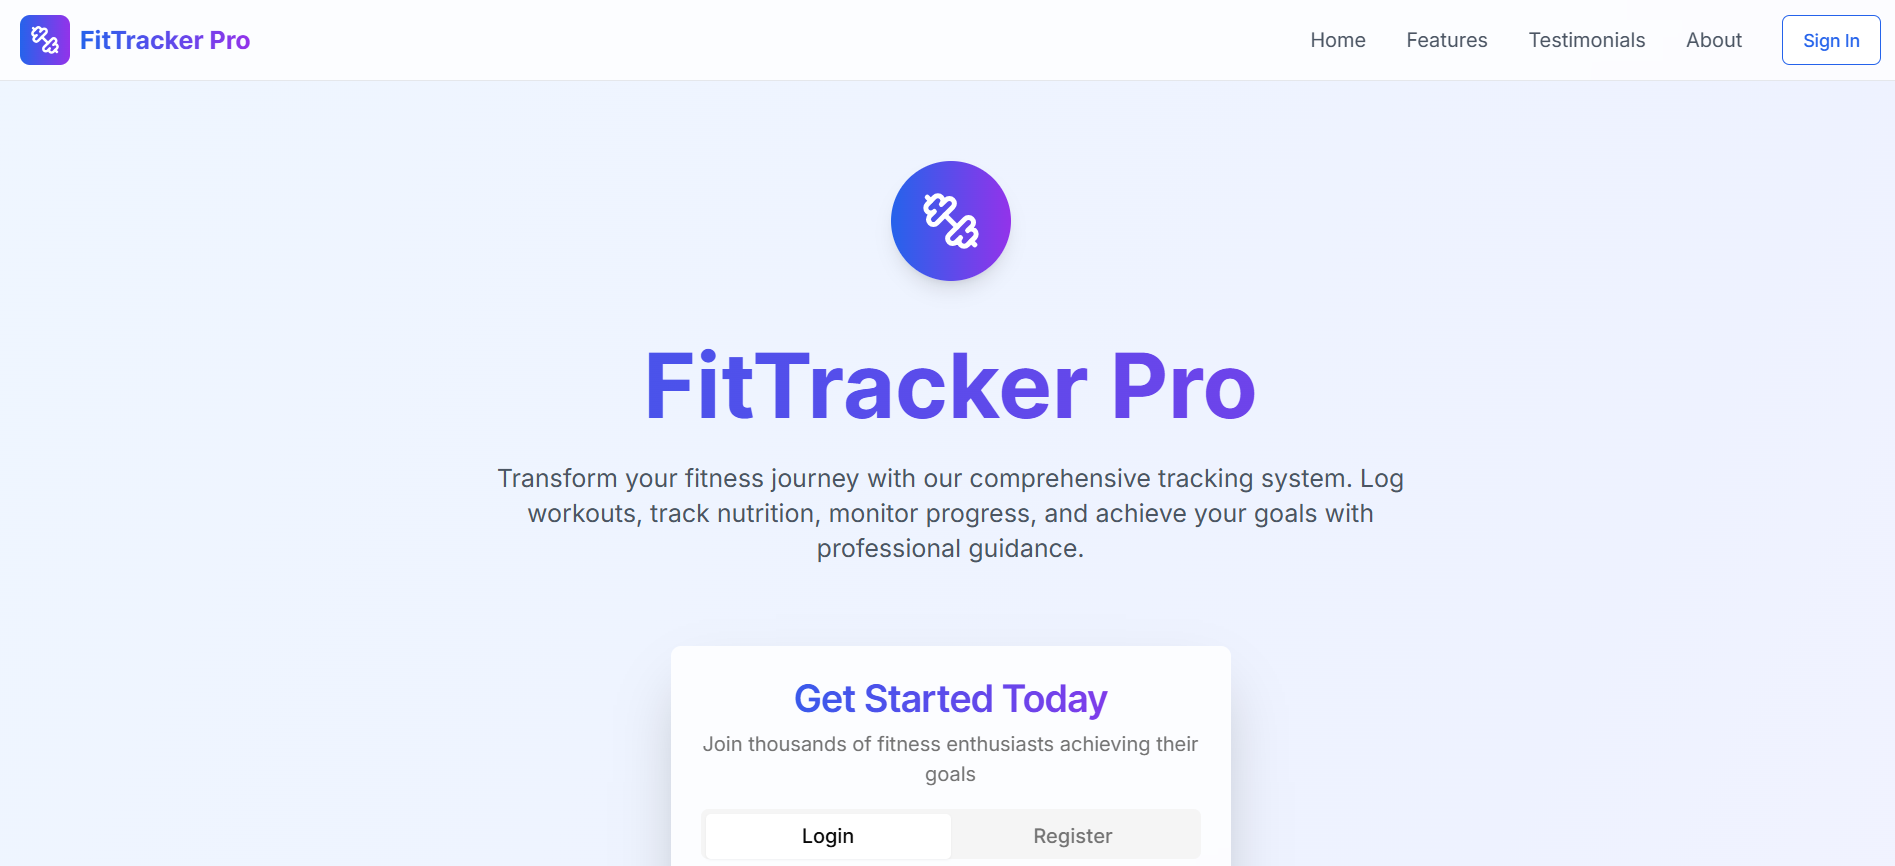 FitTracker Pro
Home
Features
Testimonials
About
Sign In
FitTracker Pro
Transform your fitness journey with our comprehensive tracking system. Log
workouts, track nutrition, monitor progress, and achieve your goals with
professional guidance.
Get Started Today
Join thousands of fitness enthusiasts achieving their
goals
Login
Register